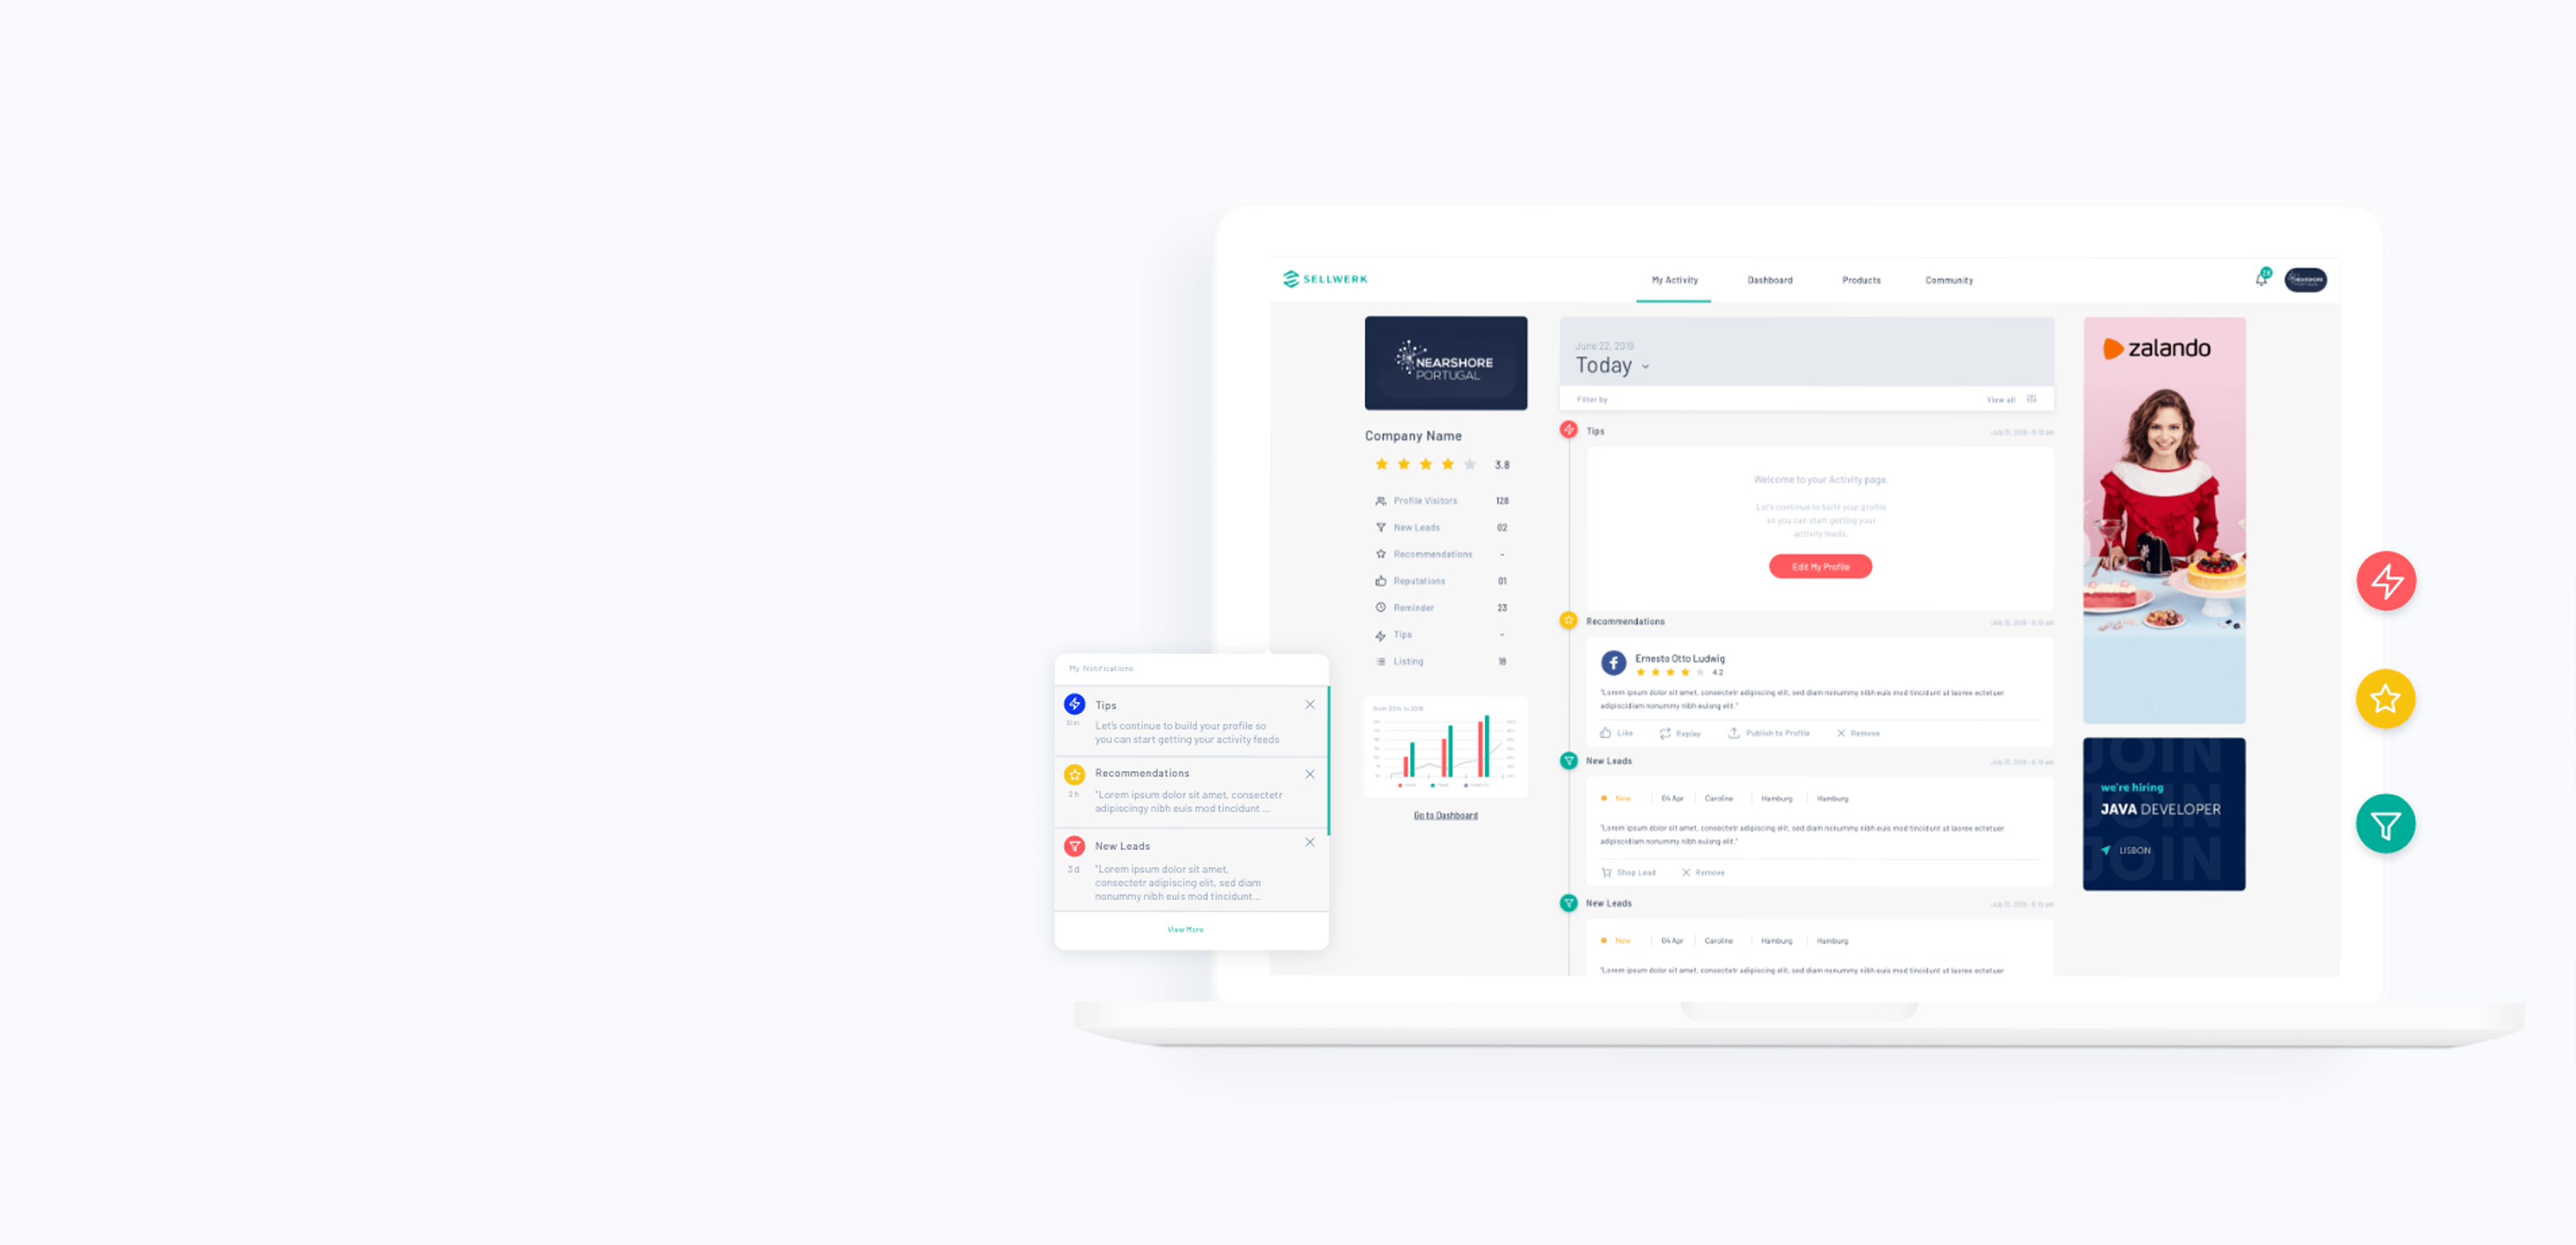 SELLWERK
My Activity
Dashboard
Products
Community
NEARSHORE
PORTUGAL
Company Name
3.8
Profile Visitors 128
New Leads 02
Recommendations -
Reputations 01
Reminder 23
Tips -
Listing 18
Go to Dashboard
June 22, 2019
Today
Filter by
View all
Tips
Welcome to your Activity page.
Let's continue to build your profile
so you can start getting your
activity feeds.
Edit My Profile
Recommendations
Ernesto Otto Ludwig
4.2
"Lorem ipsum dolor sit amet, consectetr adipiscing elit, sed diam nonummy nibh euis mod tincidunt ut laoree ectetuer
adipiscidiam nonummy nibh euismg elit."
Like
Replay
Publish to Profile
Remove
New Leads
New 04 Apr Caroline Hamburg Hamburg
"Lorem ipsum dolor sit amet, consectetr adipiscing elit, sed diam nonummy nibh euis mod tincidunt ut laoree ectetuer
adipiscidiam nonummy nibh euismg elit."
Shop Lead
Remove
New Leads
New 04 Apr Caroline Hamburg Hamburg
"Lorem ipsum dolor sit amet, consectetr adipiscing elit, sed diam nonummy nibh euis mod tincidunt ut laoree ectetuer
zalando
JOIN
JOIN
JOIN
we're hiring
JAVA DEVELOPER
LISBON
My Notifications
Tips
10 m
Let's continue to build your profile so
you can start getting your activity feeds
Recommendations
2 h
"Lorem ipsum dolor sit amet, consectetr
adipiscingy nibh euis mod tincidunt ...
New Leads
3 d
"Lorem ipsum dolor sit amet,
consectetr adipiscing elit, sed diam
nonummy nibh euis mod tincidunt...
View More